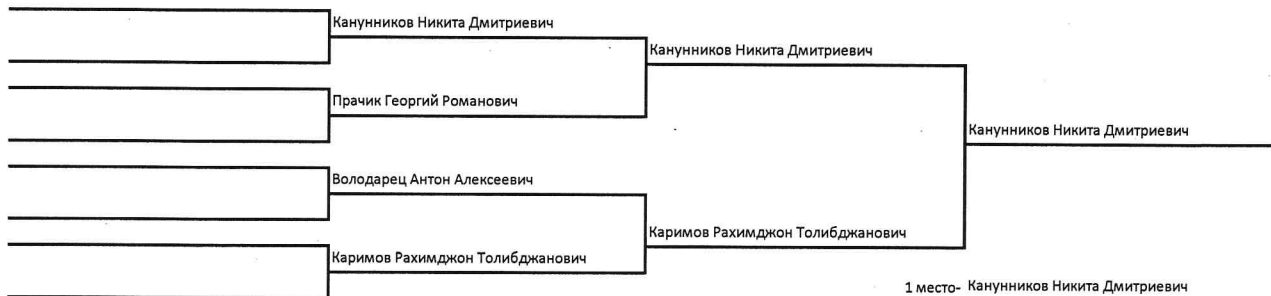 Канунников Никита Дмитриевич
Канунников Никита Дмитриевич
Прачик Георгий Романович
Канунников Никита Дмитриевич
Володарец Антон Алексеевич
Каримов Рахимджон Толибджанович
Каримов Рахимджон Толибджанович
1 место- Канунников Никита Дмитриевич